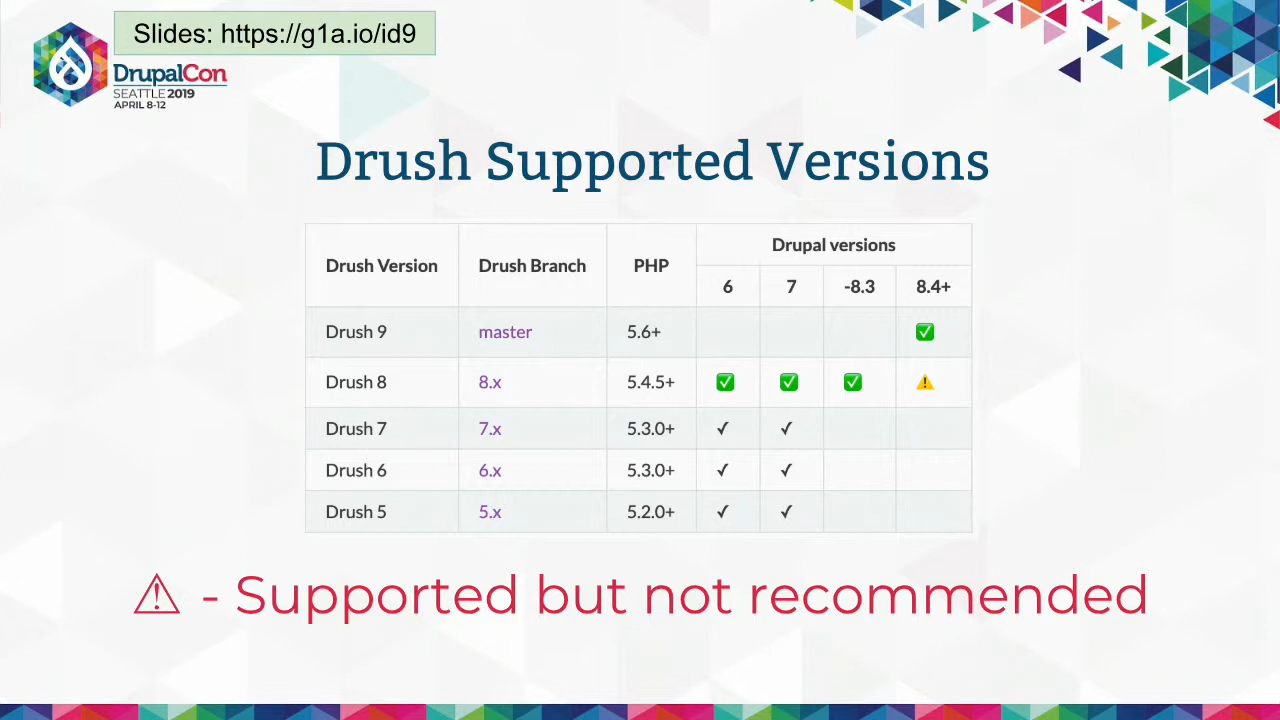 Slides: https://g1a.io/id9
DrupalCon
SEATTLE 2019
APRIL 8-12
Drush Supported Versions
Drush Version Drush Branch PHP Drupal versions
6 7 -8.3 8.4+
Drush 9 master 5.6+ ✅
Drush 8 8.x 5.4.5+ ✅ ✅ ✅ ⚠
Drush 7 7.x 5.3.0+ ✓ ✓
Drush 6 6.x 5.3.0+ ✓ ✓
Drush 5 5.x 5.2.0+ ✓ ✓
⚠ - Supported but not recommended